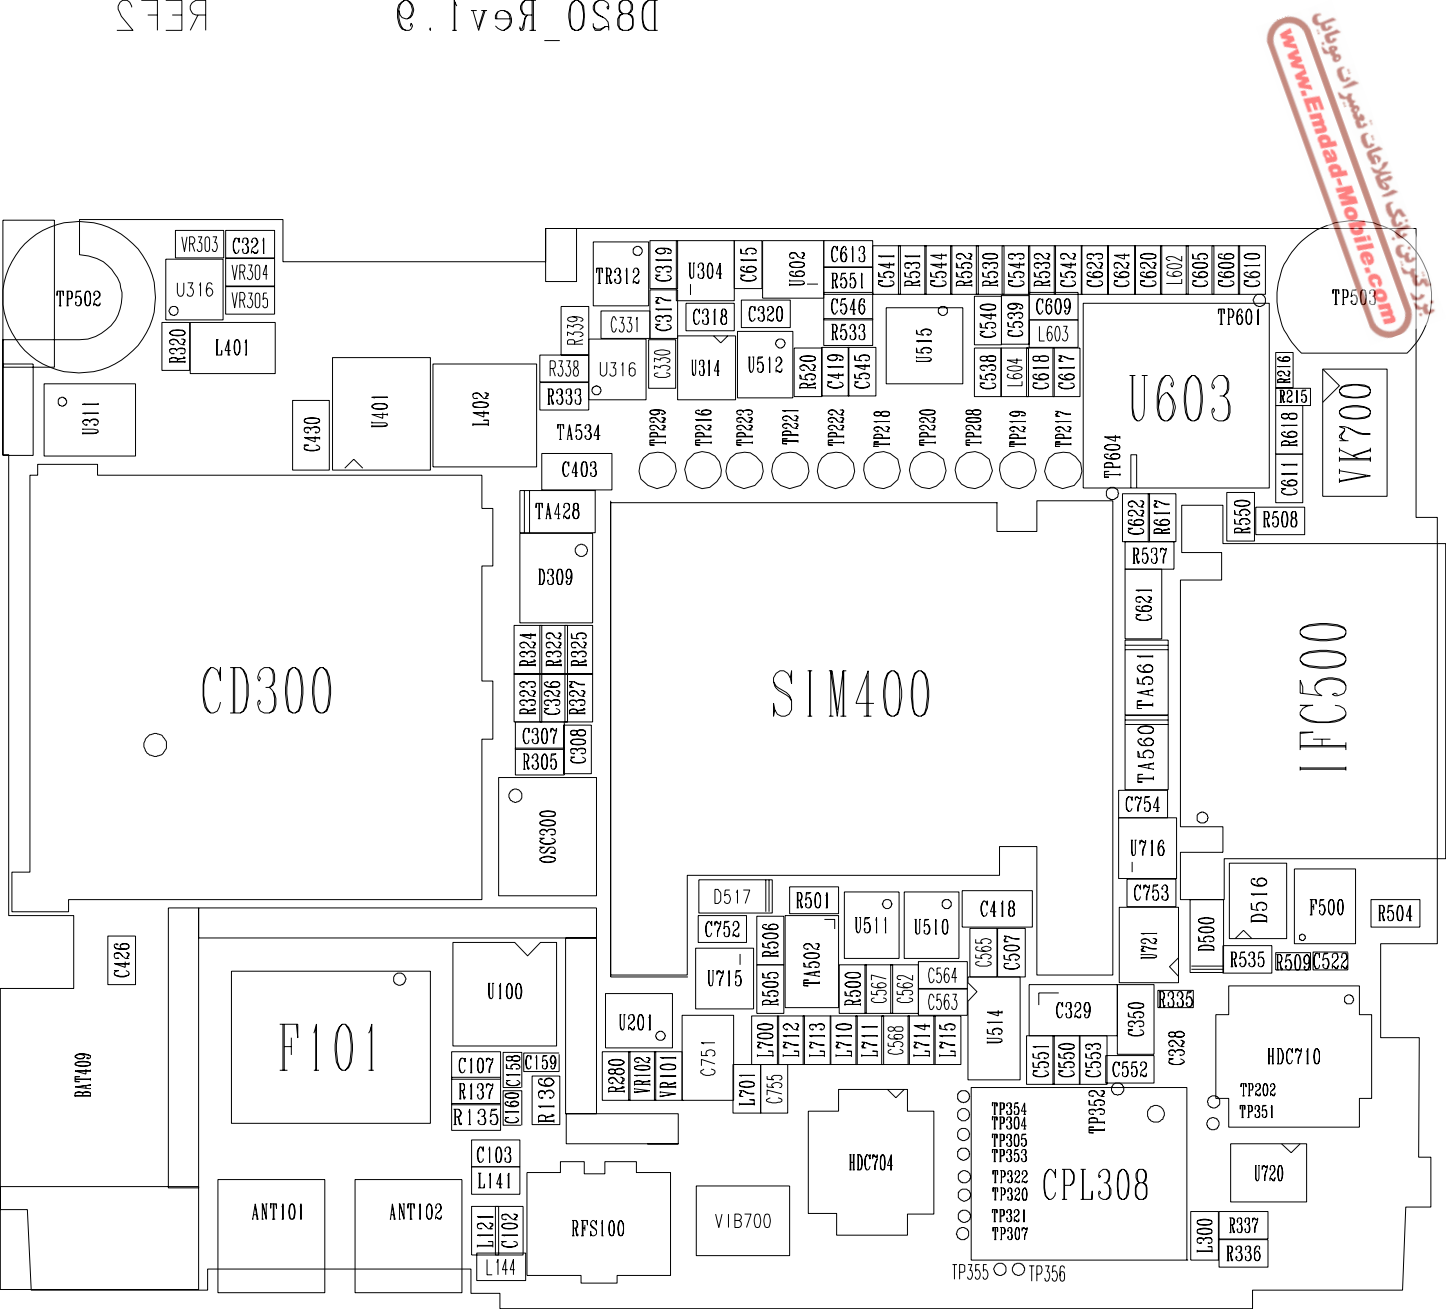 REF2 D820_Rev1.9
بزرگترین بانک اطلاعات تعمیرات موبایل
www.Emdad-Mobile.com
VR303 C321
VR304
U316
VR305
TP502
R320 L401
U311
C430
U401
L402
TR312
C319
U304
C615
U602
C613
R551
C541
R531
C544
R552
R530
C543
R532
C542
C623
C624
C620
L602
C605
C606
C610
TP503
R339
C331
C317
C318
C320
C546
R533
U515
C540
C539
C609
L603
TP601
R338
R333
U316
C330
U314
U512
R520
C419
C545
C538
L604
C618
C617
U603
R216
R215
R618
C611
VK700
TA534
TP229
TP216
TP223
TP221
TP222
TP218
TP220
TP208
TP219
TP217
TP604
C403
TA428
D309
C622
R617
R550
R508
R537
C621
R324
R322
R325
R323
C326
R327
C307
R305
C308
CD300
SIM400
TA561
TA560
IFC500
OSC300
C754
U716
C753
D517
R501
C752
R506
U511
U510
C418
U721
D500
D516
F500
R504
C426
U715
R505
TA502
R500
C567
C562
C564
C563
C565
C507
R535
R509
C522
F101
U100
U201
C751
L700
L712
L713
L710
L711
C568
L714
L715
U514
C329
C350
R335
C328
HDC710
BAT409
C107
C158
C159
R137
R135
C160
R136
R280
VR102
VR101
L701
C755
C551
C550
C553
C552
TP202
TP351
TP354
TP304
TP305
TP353
TP322
TP320
TP321
TP307
TP352
CPL308
C103
L141
HDC704
U720
ANT101
ANT102
L121
C102
L144
RFS100
VIB700
L300
R337
R336
TP355 TP356